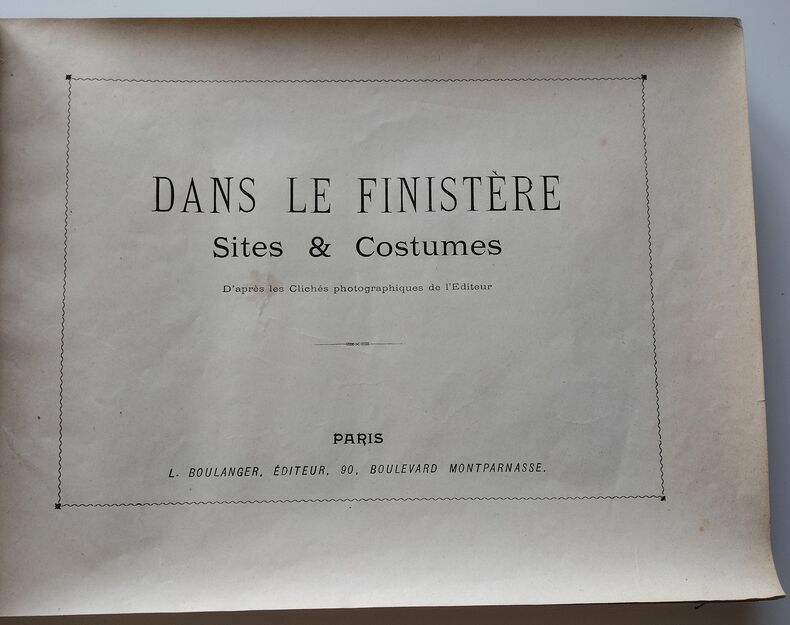 DANS LE FINISTÈRE
Sites & Costumes
D'après les Clichés photographiques de l'Editeur
PARIS
L. BOULANGER, ÉDITEUR, 90, BOULEVARD MONTPARNASSE.